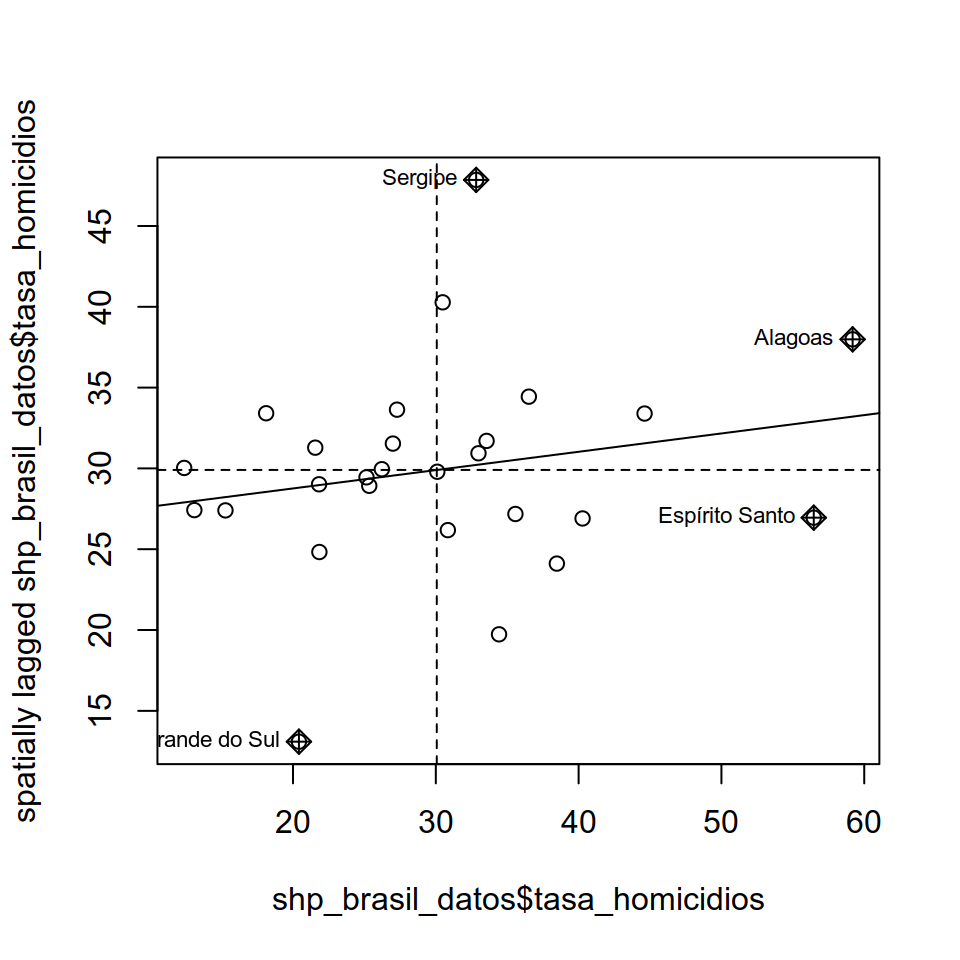 spatially lagged shp_brasil_datos$tasa_homicidios
45
40
35
30
25
20
15
Sergipe
Alagoas
Espírito Santo
rande do Sul
20
30
40
50
60
shp_brasil_datos$tasa_homicidios